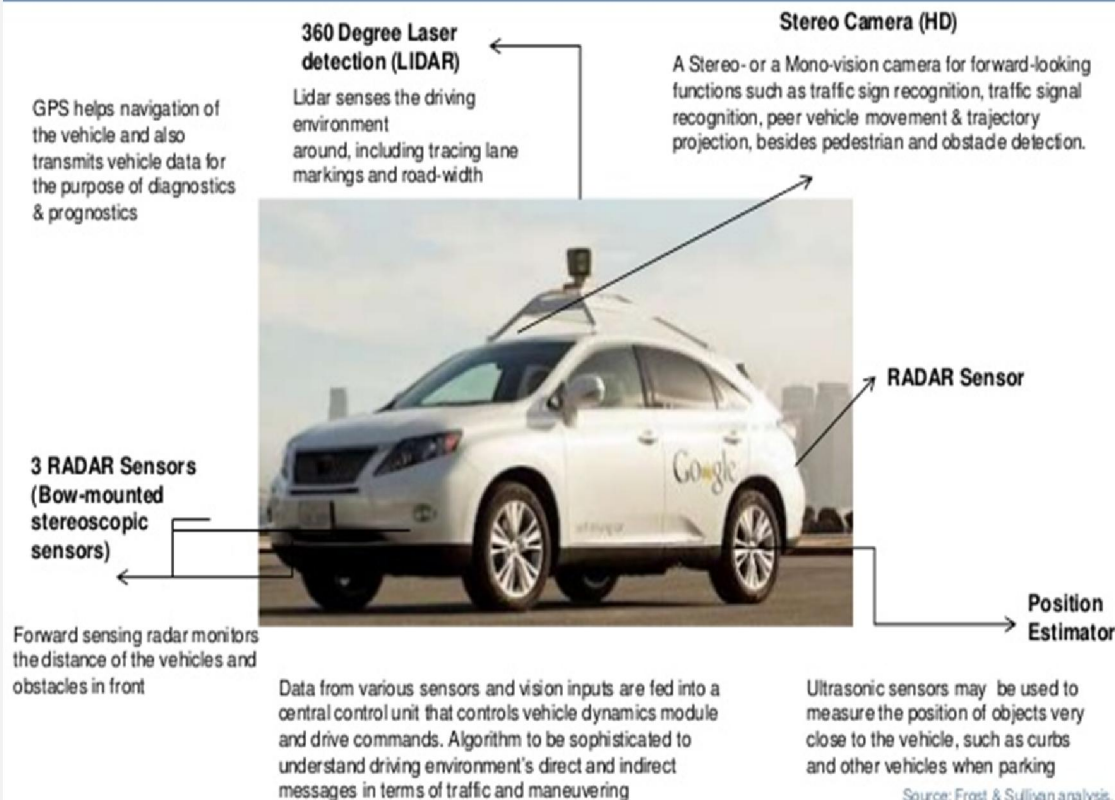 360 Degree Laser
detection (LIDAR)
Lidar senses the driving
environment
around, including tracing lane
markings and road-width
Stereo Camera (HD)
A Stereo- or a Mono-vision camera for forward-looking
functions such as traffic sign recognition, traffic signal
recognition, peer vehicle movement & trajectory
projection, besides pedestrian and obstacle detection.
GPS helps navigation of
the vehicle and also
transmits vehicle data for
the purpose of diagnostics
& prognostics
RADAR Sensor
Google
3 RADAR Sensors
(Bow-mounted
stereoscopic
sensors)
Forward sensing radar monitors
the distance of the vehicles and
obstacles in front
Position
Estimator
Data from various sensors and vision inputs are fed into a
central control unit that controls vehicle dynamics module
and drive commands. Algorithm to be sophisticated to
understand driving environment's direct and indirect
messages in terms of traffic and maneuvering
Ultrasonic sensors may be used to
measure the position of objects very
close to the vehicle, such as curbs
and other vehicles when parking
Source: Frost & Sullivan analysis